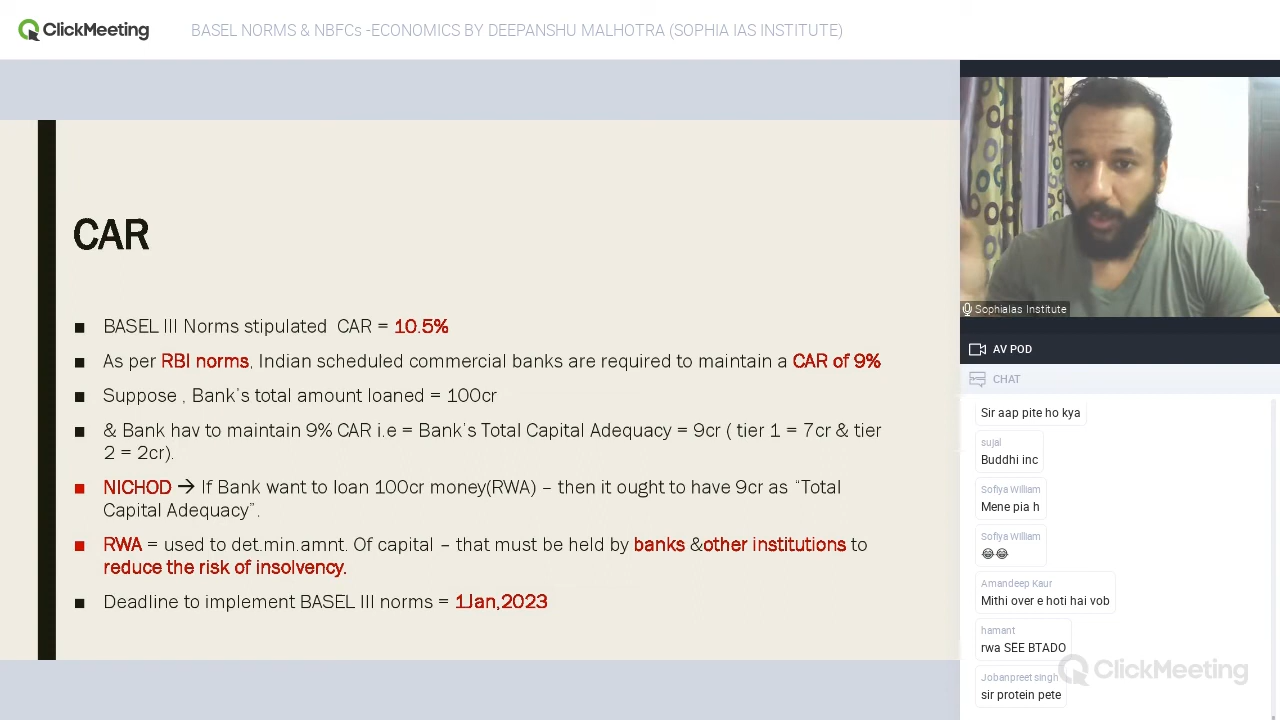 ClickMeeting
BASEL NORMS & NBFCs -ECONOMICS BY DEEPANSHU MALHOTRA (SOPHIA IAS INSTITUTE)
CAR
■ BASEL III Norms stipulated CAR = 10.5%
■ As per RBI norms, Indian scheduled commercial banks are required to maintain a CAR of 9%
■ Suppose , Bank's total amount loaned = 100cr
■ & Bank hav to maintain 9% CAR i.e = Bank's Total Capital Adequacy = 9cr ( tier 1 = 7cr & tier
2 = 2cr).
■ NICHOD → If Bank want to loan 100cr money(RWA) – then it ought to have 9cr as "Total
Capital Adequacy".
■ RWA = used to det.min.amnt. Of capital – that must be held by banks &other institutions to
reduce the risk of insolvency.
■ Deadline to implement BASEL III norms = 1Jan,2023
SophiaIas Institute
AV POD
CHAT
Sir aap pite ho kya
sujal
Buddhi inc
Sofiya William
Mene pia h
Sofiya William
😂😂
Amandeep Kaur
Mithi over e hoti hai vob
hamant
rwa SEE BTADO
Jobanpreet singh
sir protein pete
ClickMeeting